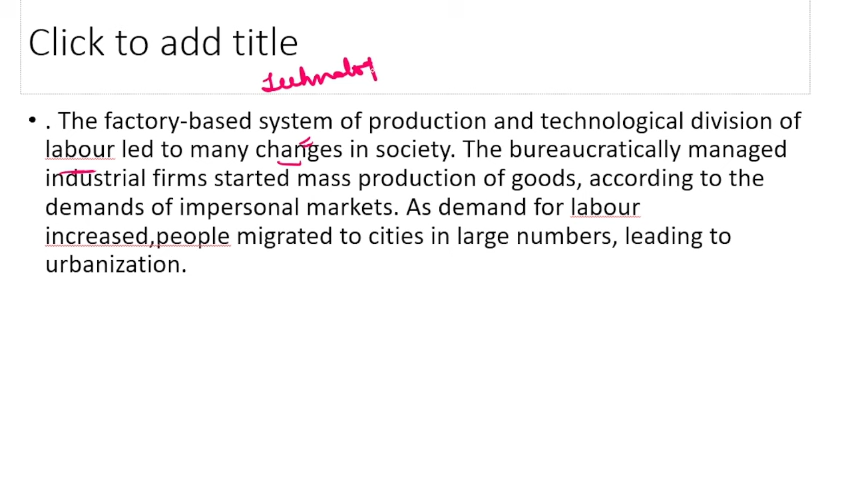 Click to add title
Technology
• . The factory-based system of production and technological division of
labour led to many changes in society. The bureaucratically managed
industrial firms started mass production of goods, according to the
demands of impersonal markets. As demand for labour
increased,people migrated to cities in large numbers, leading to
urbanization.